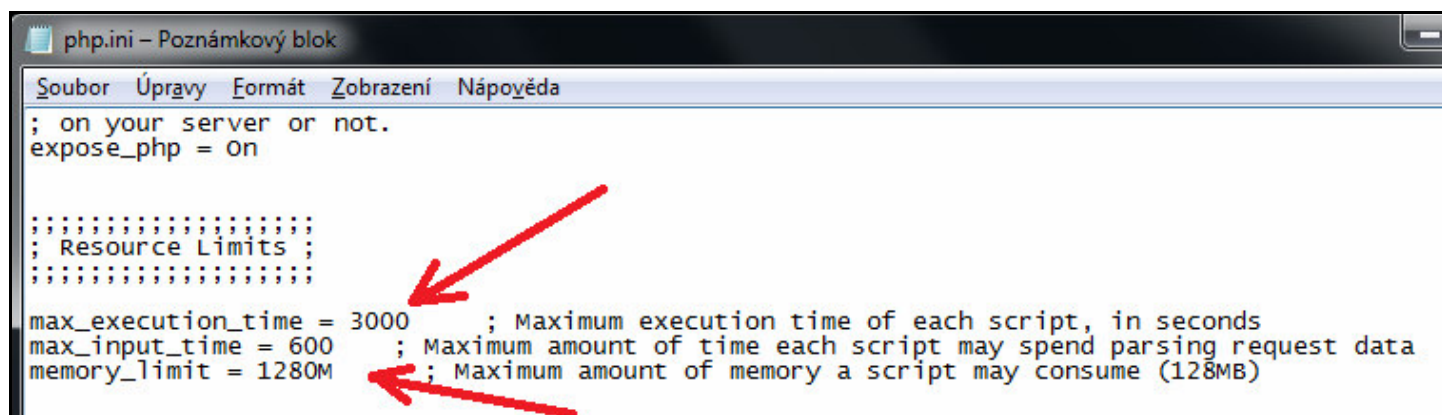 php.ini – Poznámkový blok
Soubor Úpravy Formát Zobrazení Nápověda
; on your server or not.
expose_php = On
;;;;;;;;;;;;;;;;;;;
; Resource Limits ;
;;;;;;;;;;;;;;;;;;;
max_execution_time = 3000 ; Maximum execution time of each script, in seconds
max_input_time = 600 ; Maximum amount of time each script may spend parsing request data
memory_limit = 1280M ; Maximum amount of memory a script may consume (128MB)